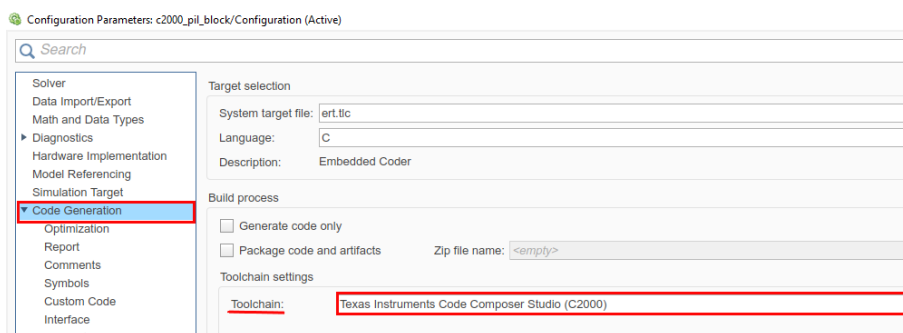 Configuration Parameters: c2000_pil_block/Configuration (Active)
Search
Solver
Data Import/Export
Math and Data Types
Diagnostics
Hardware Implementation
Model Referencing
Simulation Target
Code Generation
Optimization
Report
Comments
Symbols
Custom Code
Interface
Target selection
System target file: ert.tlc
Language: C
Description: Embedded Coder
Build process
Generate code only
Package code and artifacts Zip file name: <empty>
Toolchain settings
Toolchain: Texas Instruments Code Composer Studio (C2000)